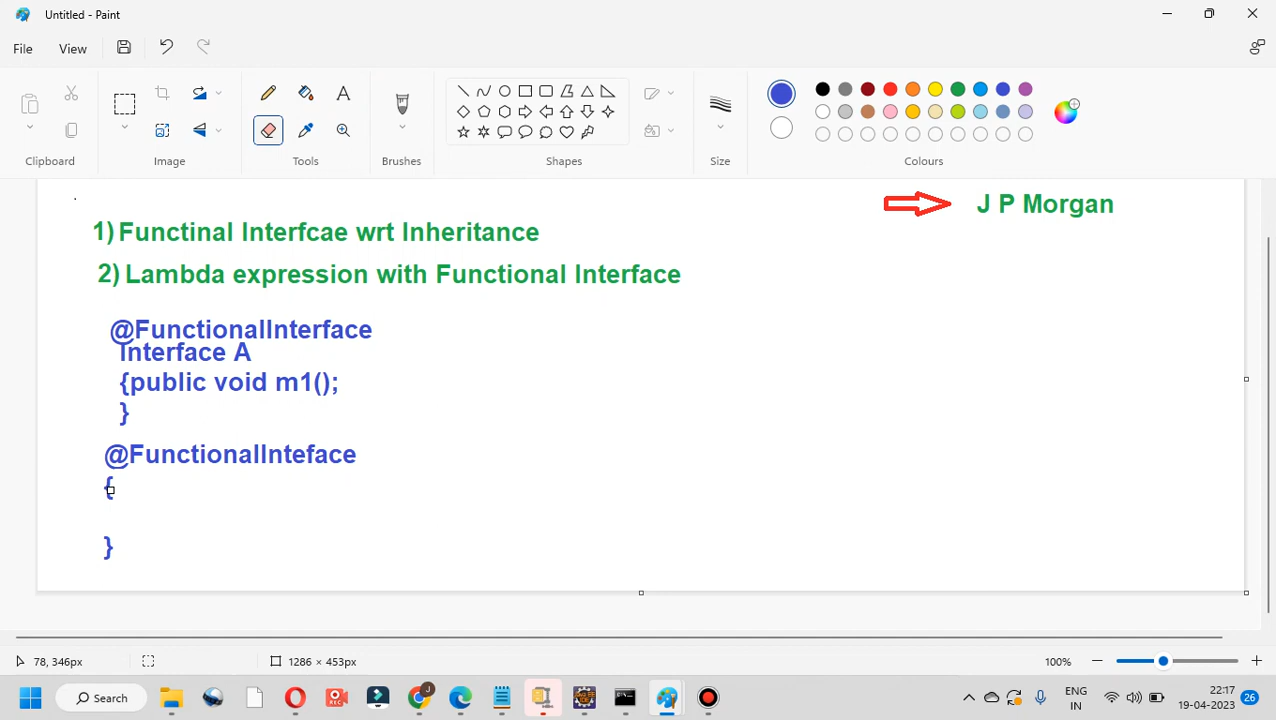 Untitled - Paint
File
View
Clipboard
Image
Tools
Brushes
Shapes
Size
Colours
J P Morgan
1) Functinal Interfcae wrt Inheritance
2) Lambda expression with Functional Interface
@FunctionalInterface
Interface A
{public void m1();
}
@FunctionalInteface
{
}
78, 346px
1286 × 453px
100%
Search
REC
J
ENG
IN
22:17
19-04-2023
26